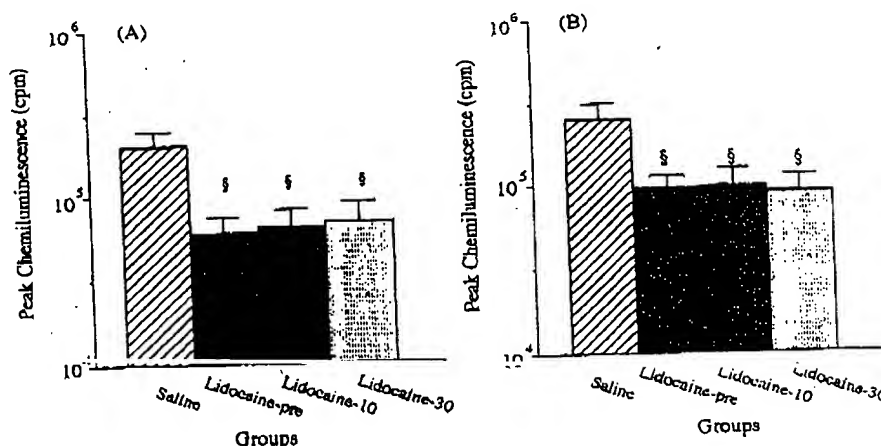 (A)
Peak Chemiluminescence (cpm)
10⁶
10⁵
§ § §
Saline
Lidocaine-pre
Lidocaine-10
Lidocaine-30
Groups
(B)
Peak Chemiluminescence (cpm)
10⁶
10⁵
10⁴
§ § §
Saline
Lidocaine-pre
Lidocaine-10
Lidocaine-30
Groups